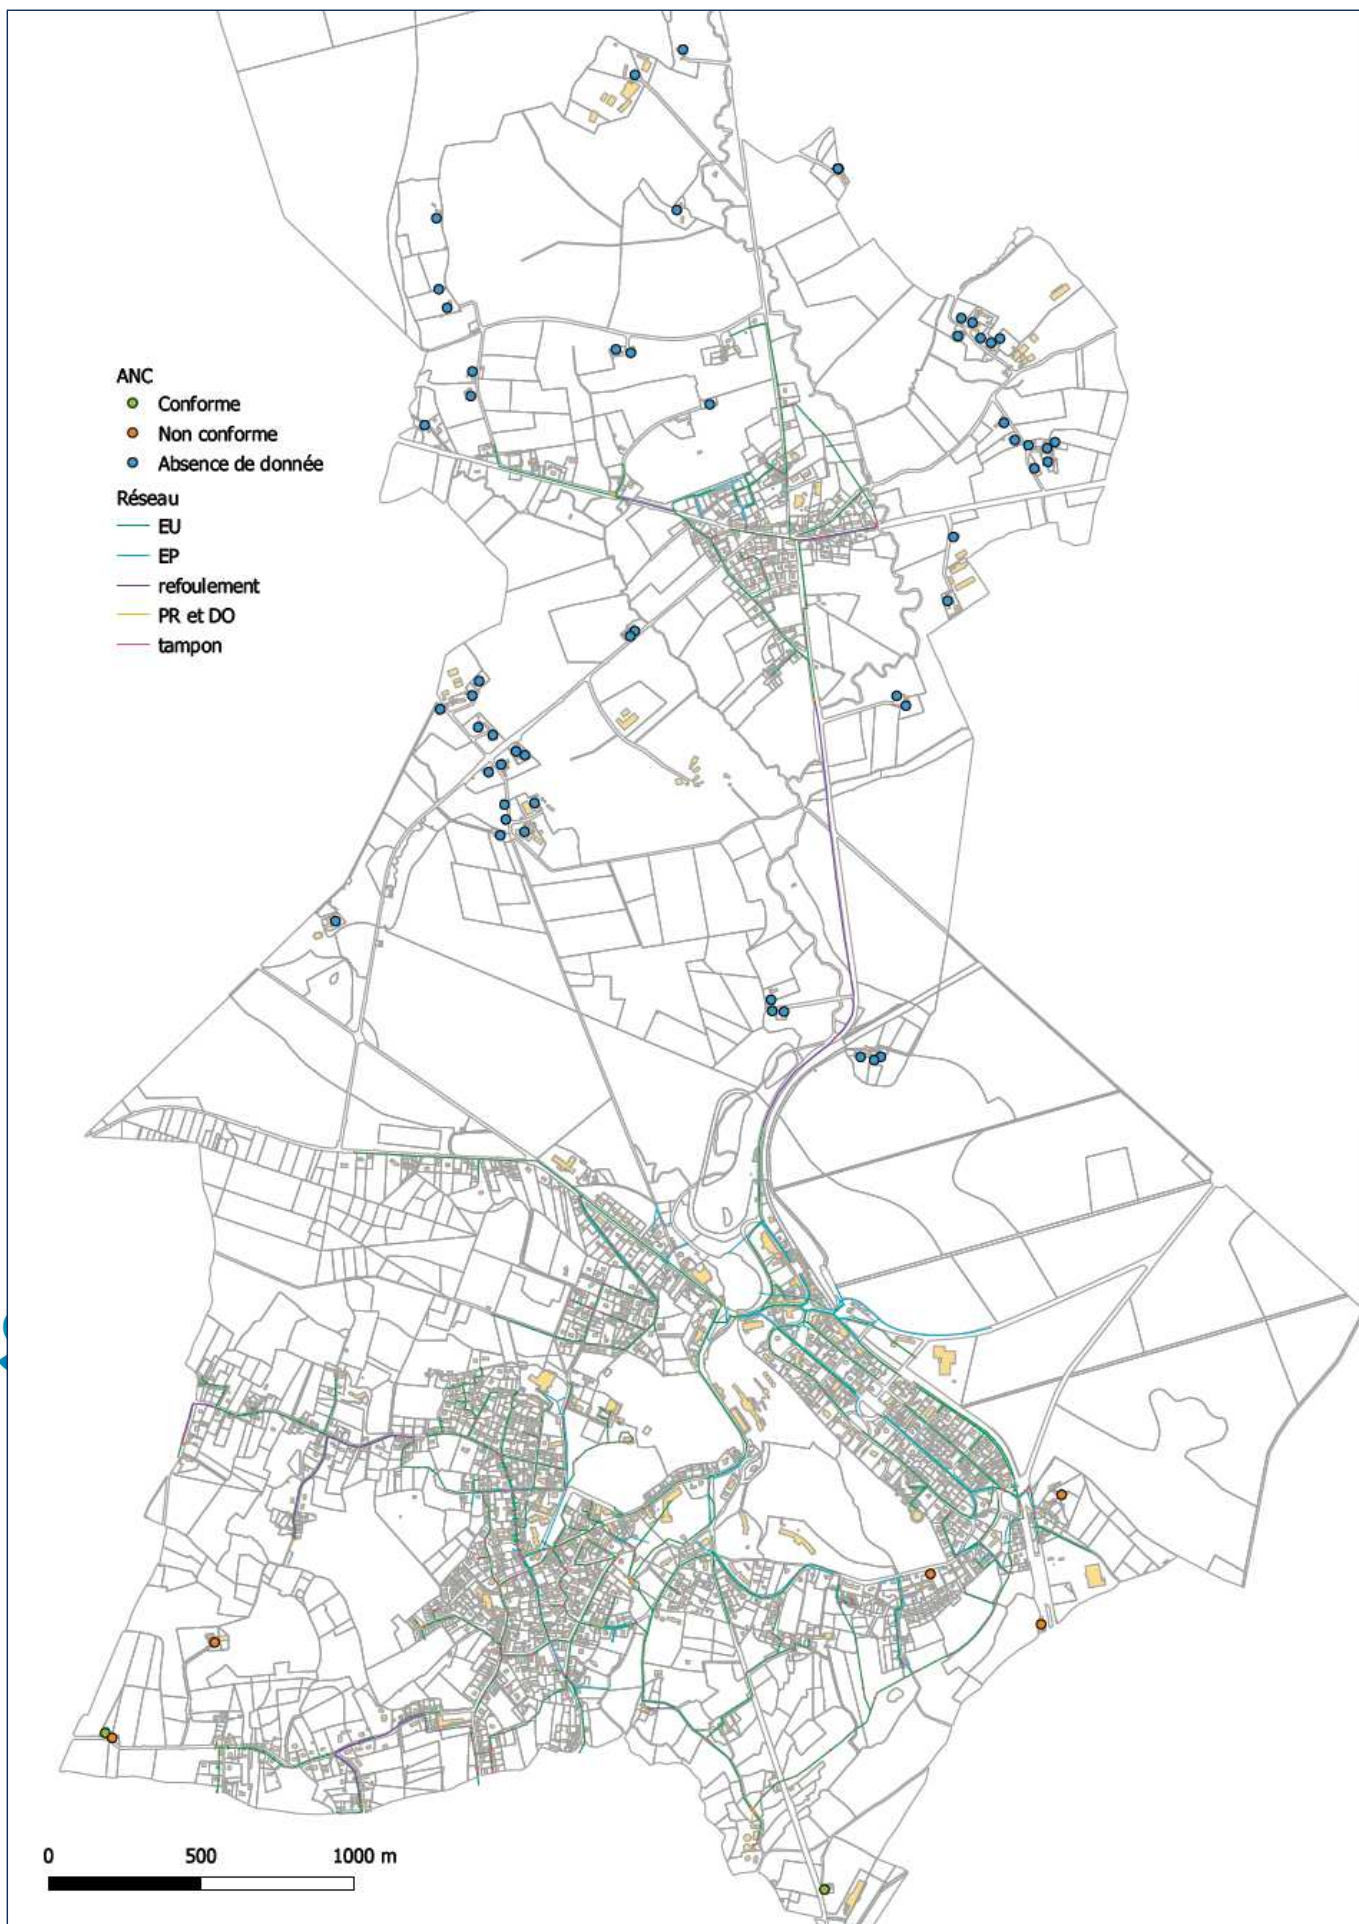 ANC
Conforme
Non conforme
Absence de donnée
Réseau
EU
EP
refoulement
PR et DO
tampon
0 500 1000 m